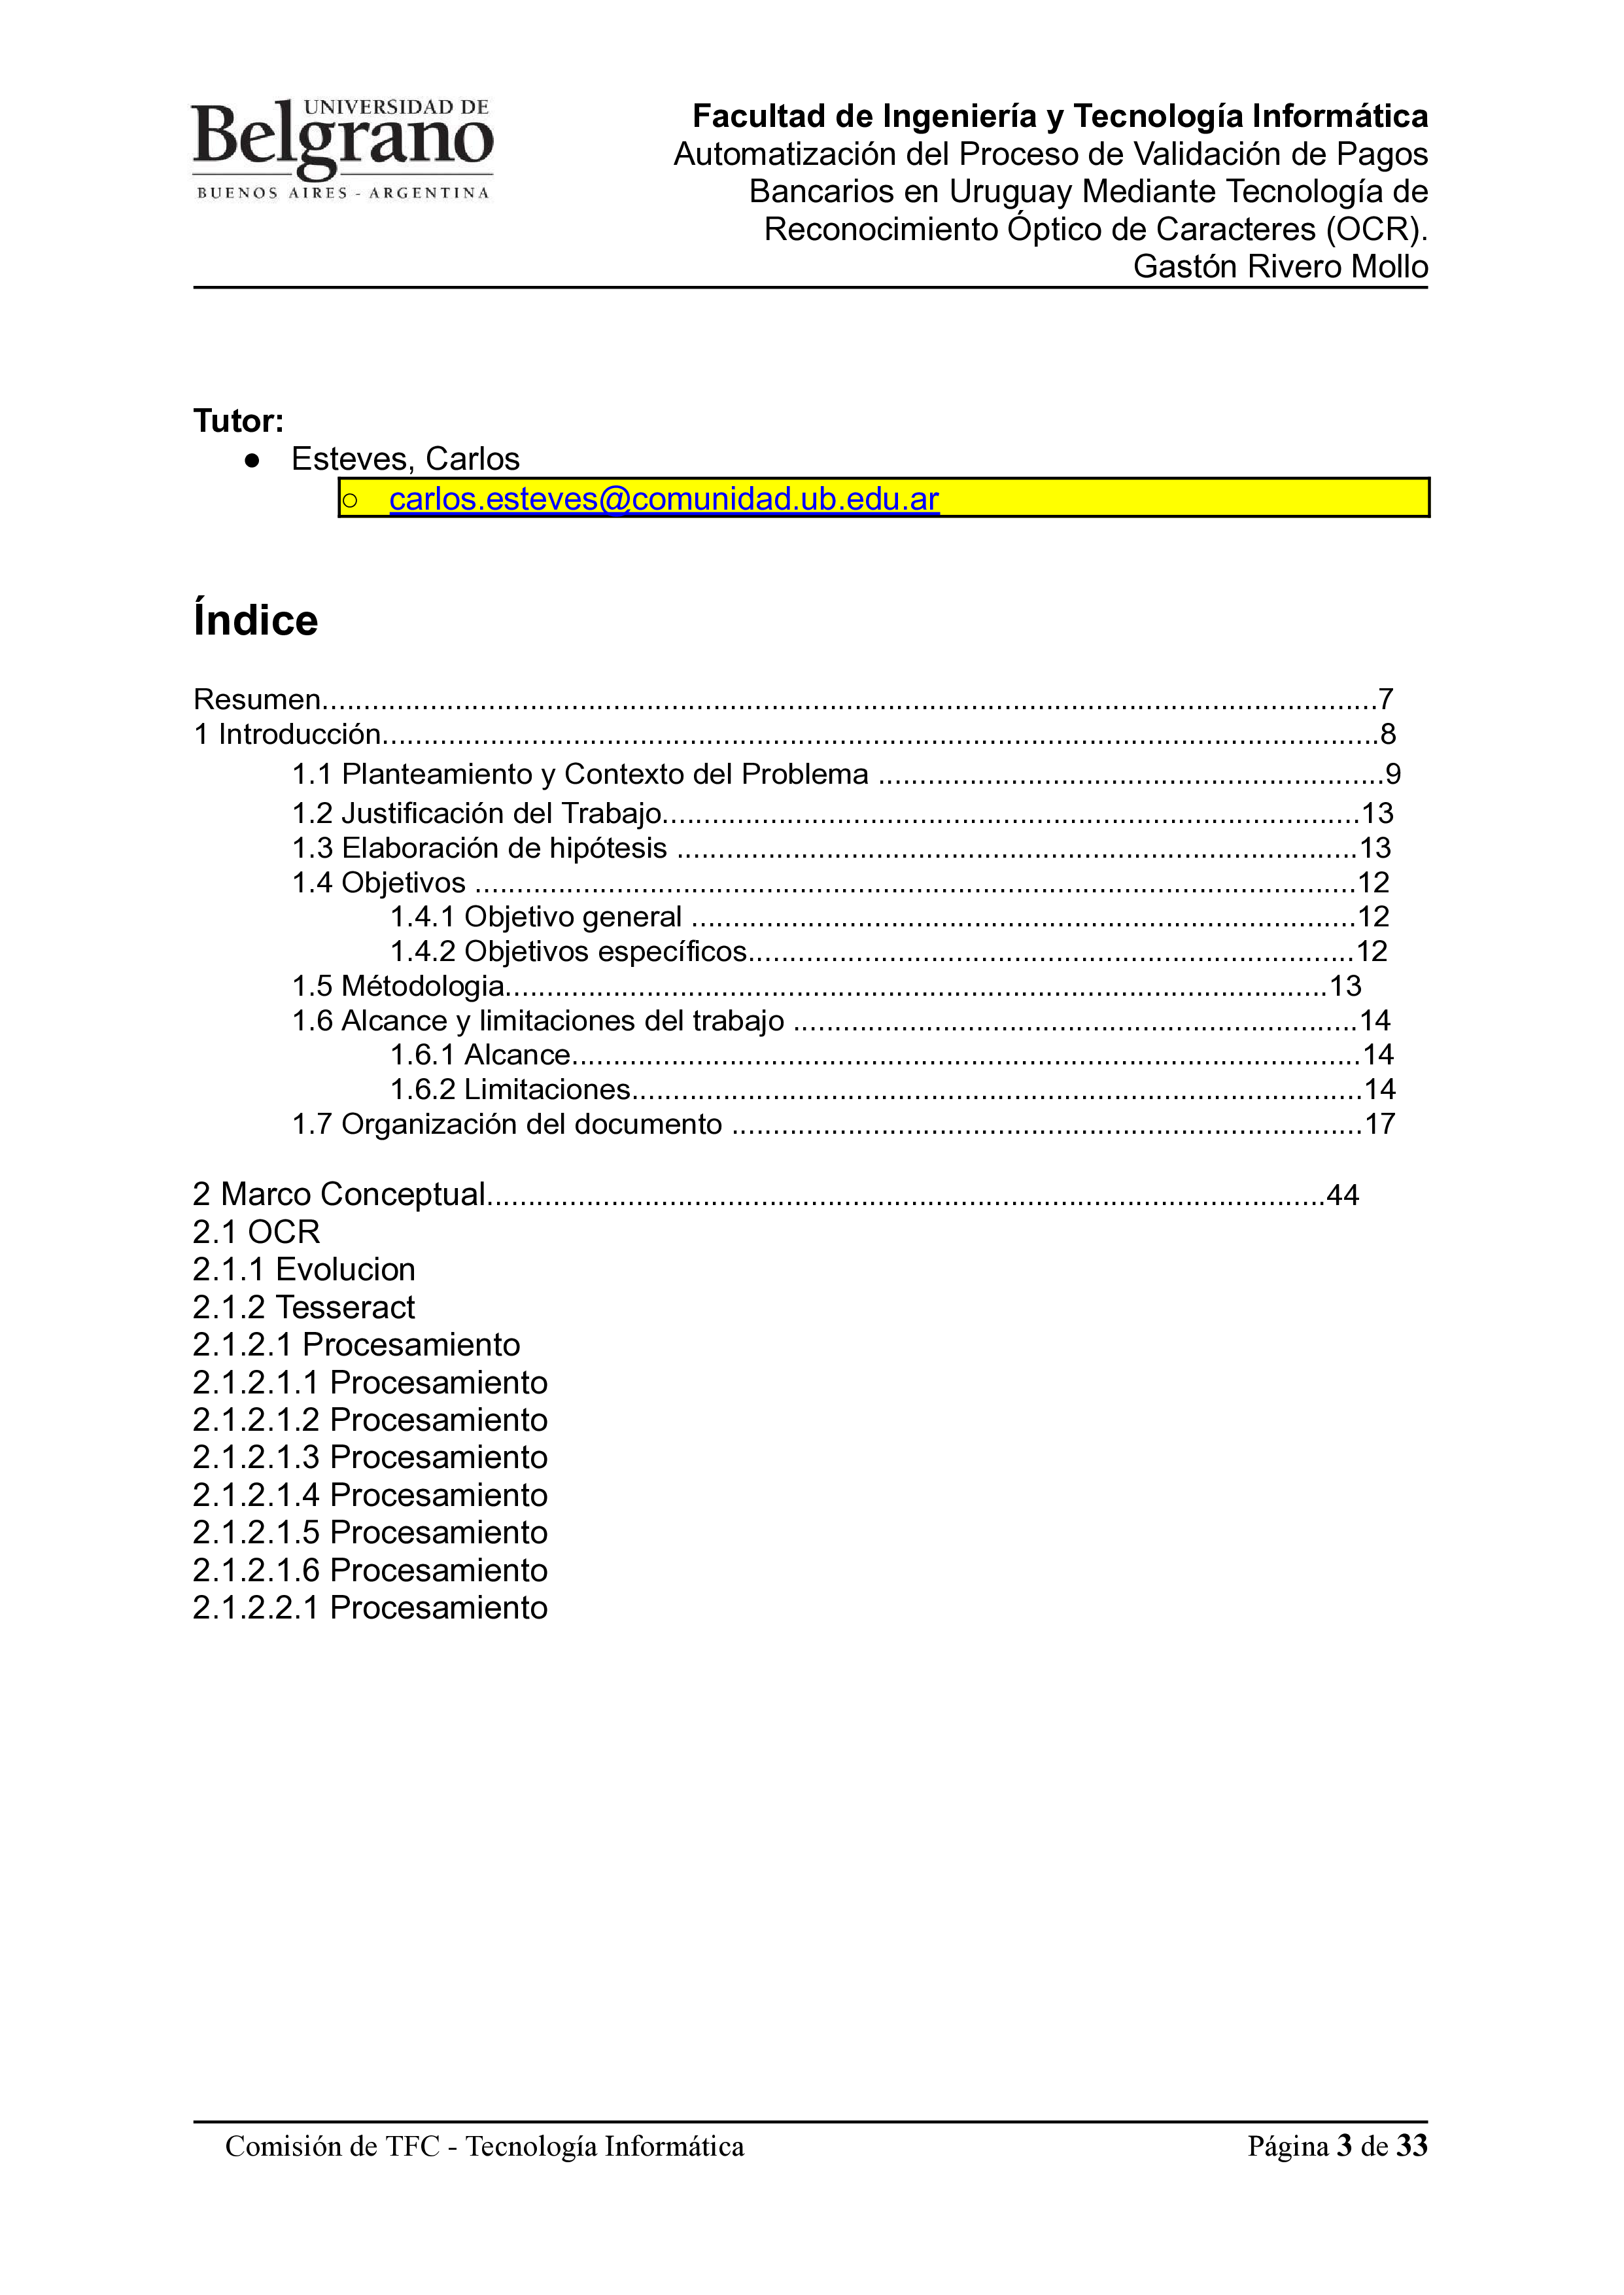 UNIVERSIDAD DE
Belgrano
BUENOS AIRES - ARGENTINA
Facultad de Ingeniería y Tecnología Informática
Automatización del Proceso de Validación de Pagos
Bancarios en Uruguay Mediante Tecnología de
Reconocimiento Óptico de Caracteres (OCR).
Gastón Rivero Mollo
Tutor:
● Esteves, Carlos
○ carlos.esteves@comunidad.ub.edu.ar
Índice
Resumen..........7
1 Introducción..........8
1.1 Planteamiento y Contexto del Problema ..........9
1.2 Justificación del Trabajo..........13
1.3 Elaboración de hipótesis ..........13
1.4 Objetivos ..........12
1.4.1 Objetivo general ..........12
1.4.2 Objetivos específicos..........12
1.5 Métodologia..........13
1.6 Alcance y limitaciones del trabajo ..........14
1.6.1 Alcance..........14
1.6.2 Limitaciones..........14
1.7 Organización del documento ..........17
2 Marco Conceptual..........44
2.1 OCR
2.1.1 Evolucion
2.1.2 Tesseract
2.1.2.1 Procesamiento
2.1.2.1.1 Procesamiento
2.1.2.1.2 Procesamiento
2.1.2.1.3 Procesamiento
2.1.2.1.4 Procesamiento
2.1.2.1.5 Procesamiento
2.1.2.1.6 Procesamiento
2.1.2.2.1 Procesamiento
Comisión de TFC - Tecnología Informática
Página 3 de 33